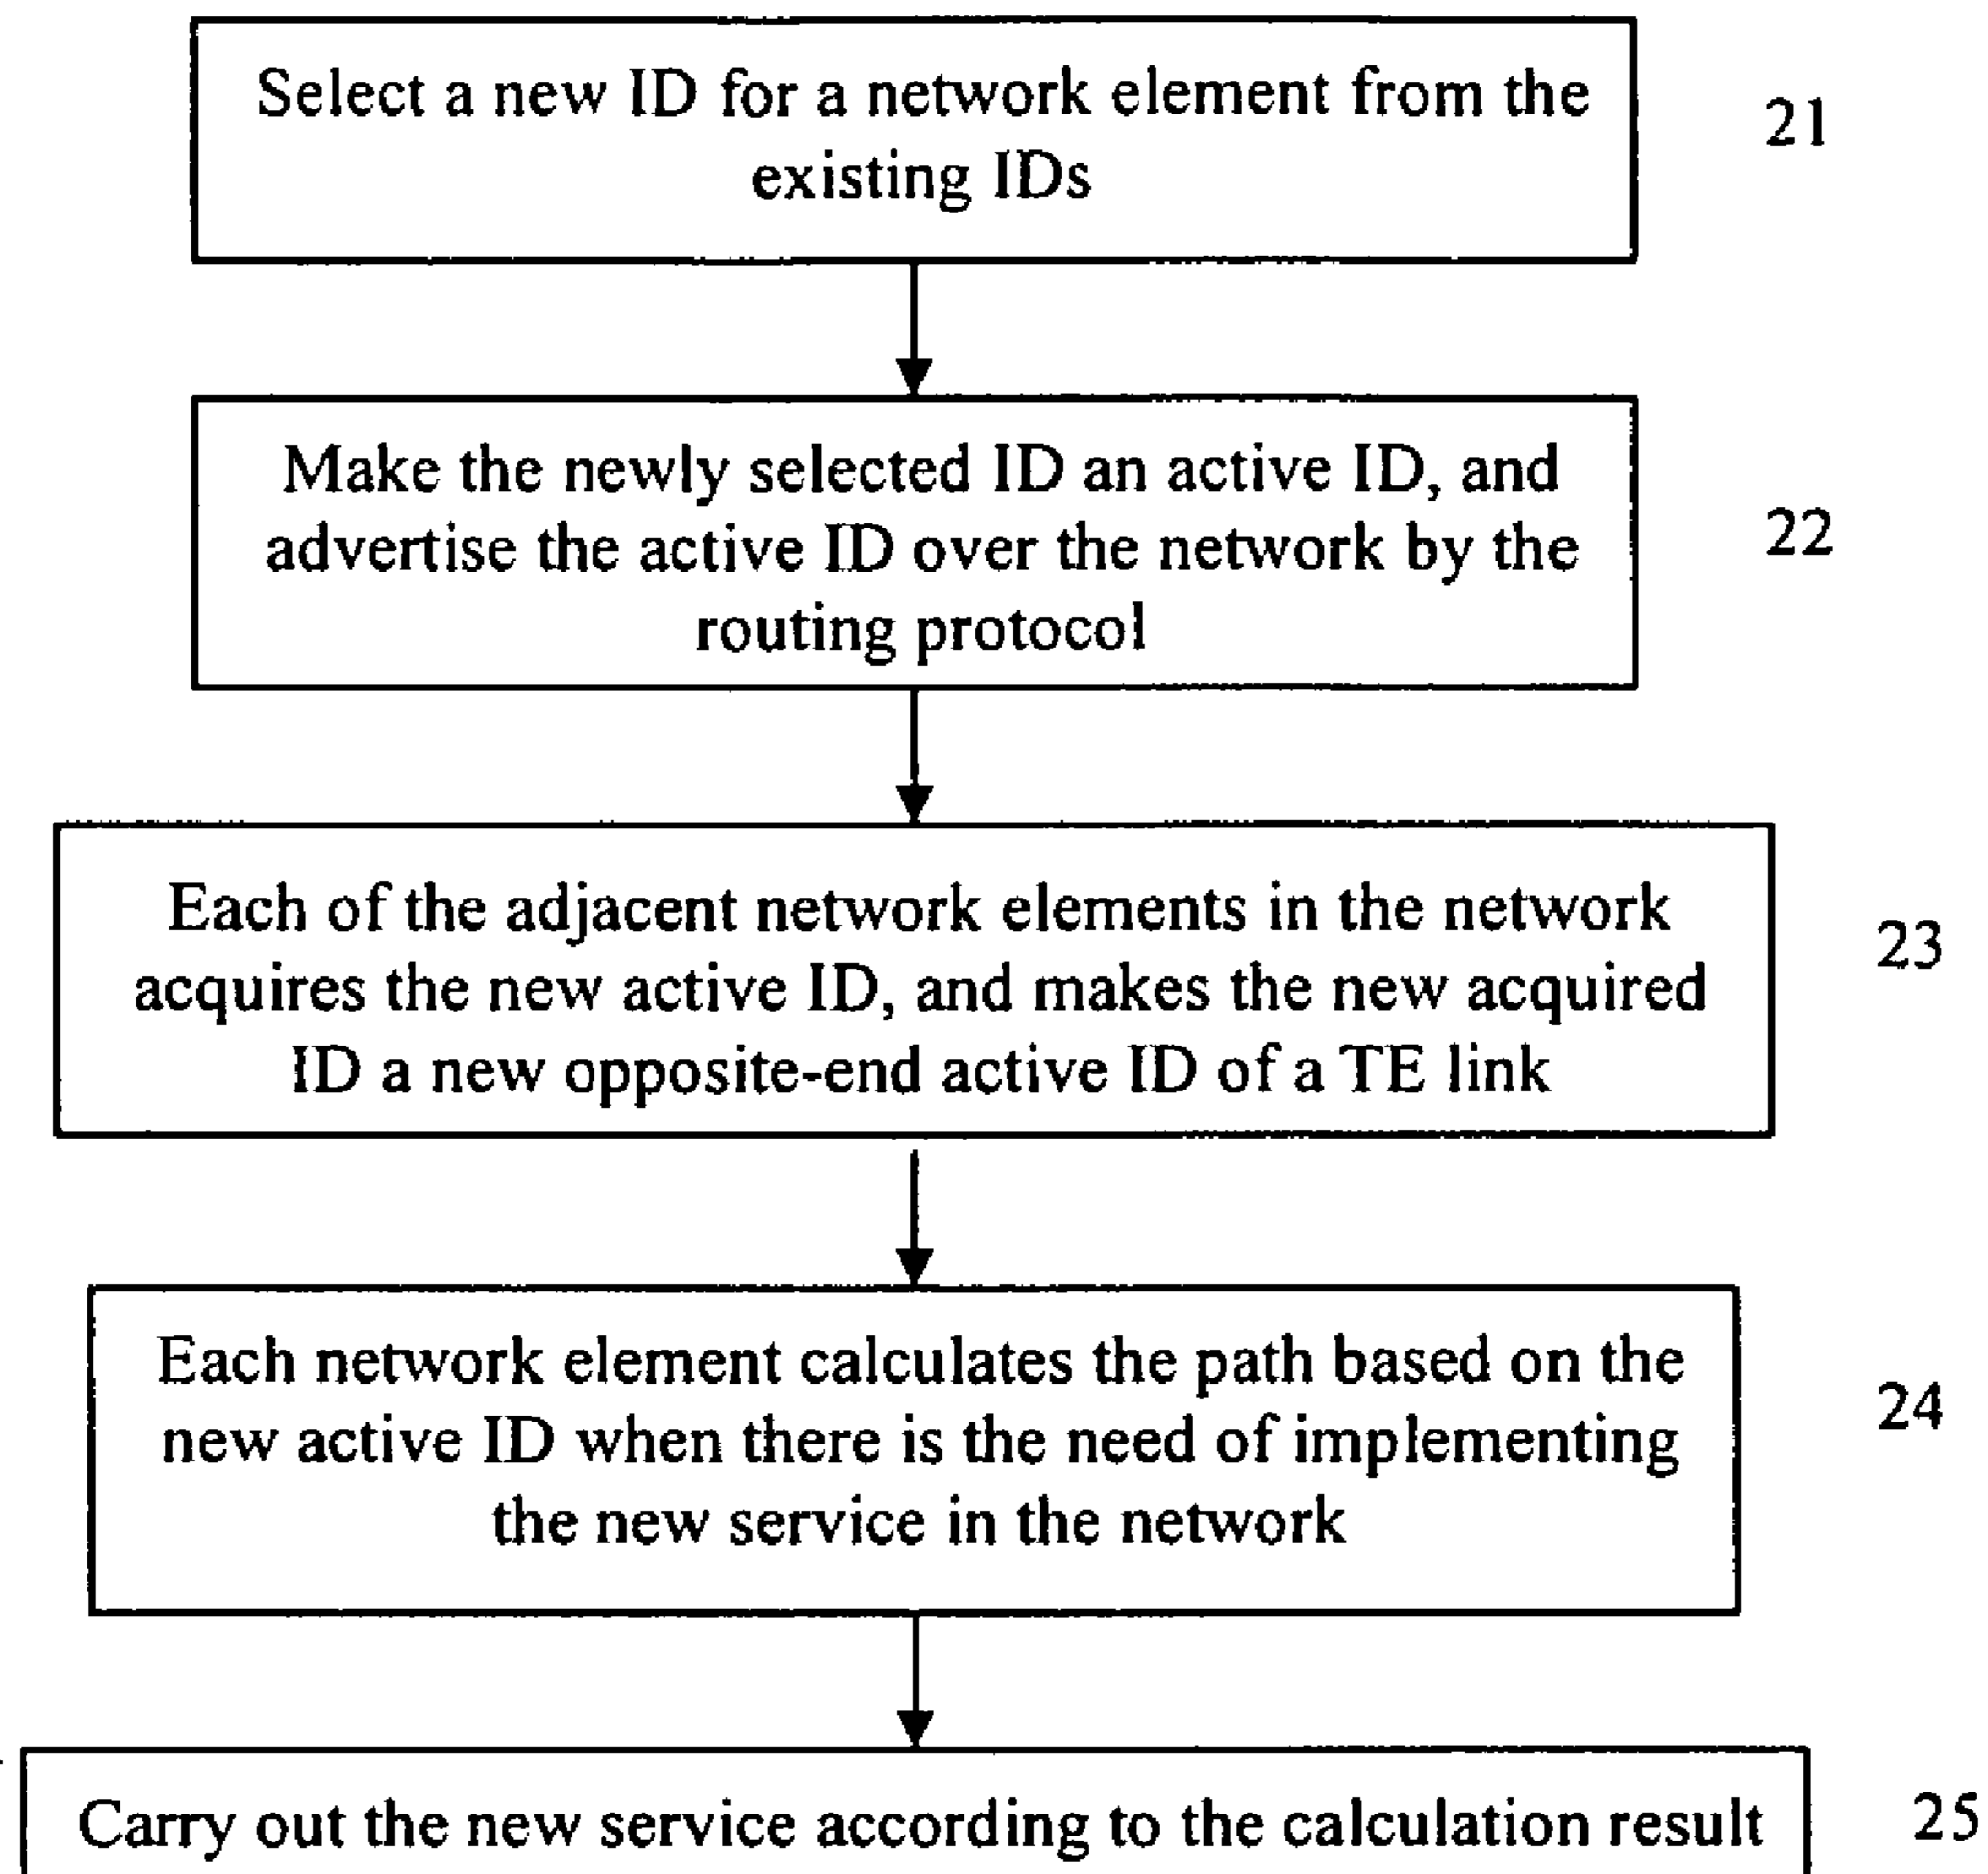 Select a new ID for a network element from the
existing IDs
21
Make the newly selected ID an active ID, and
advertise the active ID over the network by the
routing protocol
22
Each of the adjacent network elements in the network
acquires the new active ID, and makes the new acquired
ID a new opposite-end active ID of a TE link
23
Each network element calculates the path based on the
new active ID when there is the need of implementing
the new service in the network
24
Carry out the new service according to the calculation result
25